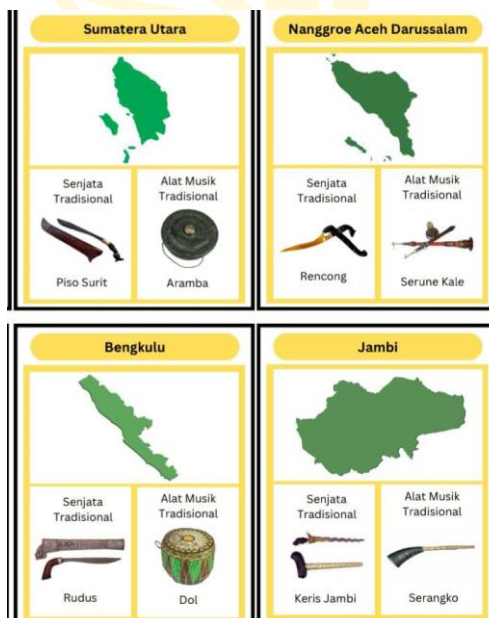 Sumatera Utara
Senjata
Tradisional
Piso Surit
Alat Musik
Tradisional
Aramba
Nanggroe Aceh Darussalam
Senjata
Tradisional
Rencong
Alat Musik
Tradisional
Serune Kale
Bengkulu
Senjata
Tradisional
Rudus
Alat Musik
Tradisional
Dol
Jambi
Senjata
Tradisional
Keris Jambi
Alat Musik
Tradisional
Serangko